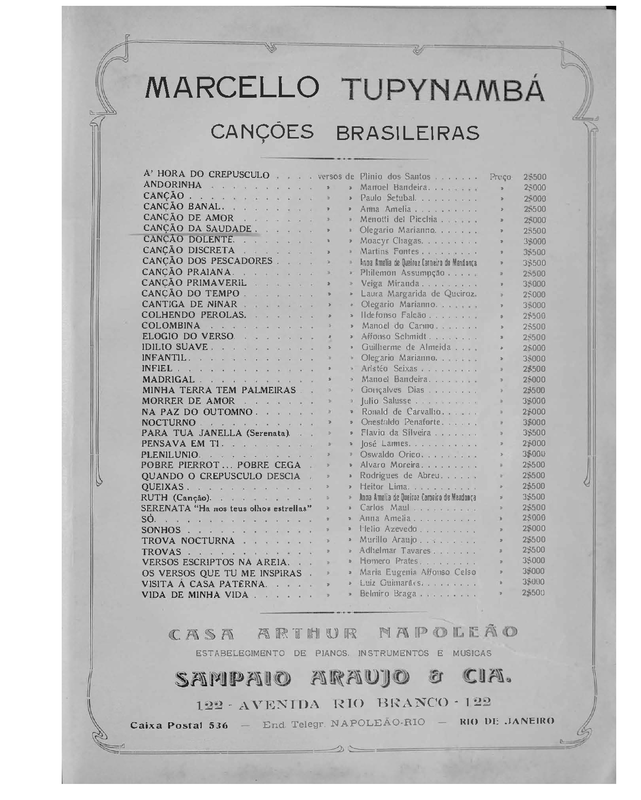 MARCELLO TUPYNAMBÁ
CANÇÕES BRASILEIRAS
A' HORA DO CREPUSCULO . . . . versos de Plinio dos Santos . . . . . . . Preço 2$500
ANDORINHA . . . . . . . . . . » » Manuel Bandeira. . . . . . . . » 2$000
CANÇÃO . . . . . . . . . . . . » » Paulo Setubal. . . . . . . . . » 2$500
CANÇÃO BANAL. . . . . . . . . » » Anna Amelia . . . . . . . . . » 2$500
CANÇÃO DE AMOR . . . . . . . » » Menotti del Picchia . . . . . . » 2$000
CANÇÃO DA SAUDADE . . . . . . » » Olegario Marianno. . . . . . . » 2$500
CANÇÃO DOLENTE. . . . . . . . » » Moacyr Chagas. . . . . . . . » 3$000
CANÇÃO DISCRETA . . . . . . . » » Martins Fontes . . . . . . . . » 3$500
CANÇÃO DOS PESCADORES . . . . » » Anna Amelia de Queiroz Carneiro de Mendonça » 3$500
CANÇÃO PRAIANA. . . . . . . . » » Philemon Assumpção . . . . . » 2$500
CANÇÃO PRIMAVERIL . . . . . . » » Veiga Miranda . . . . . . . . » 3$000
CANÇÃO DO TEMPO . . . . . . . » » Laura Margarida de Queiroz. » 2$000
CANTIGA DE NINAR . . . . . . . » » Olegario Marianno. . . . . . . » 3$000
COLHENDO PEROLAS. . . . . . . » » Ildefonso Falcão . . . . . . . » 2$500
COLOMBINA . . . . . . . . . . » » Manoel do Carmo. . . . . . . » 2$500
ELOGIO DO VERSO . . . . . . . » » Affonso Schmidt. . . . . . . . » 2$500
IDILIO SUAVE. . . . . . . . . » » Guilherme de Almeida . . . . » 2$000
INFANTIL. . . . . . . . . . . » » Olegario Marianno. . . . . . . » 3$000
INFIEL . . . . . . . . . . . . » » Aristéo Seixas . . . . . . . . » 2$500
MADRIGAL . . . . . . . . . . » » Manoel Bandeira. . . . . . . . » 2$000
MINHA TERRA TEM PALMEIRAS . . » » Gonçalves Dias . . . . . . . . » 2$500
MORRER DE AMOR . . . . . . . » » Julio Salusse . . . . . . . . . » 3$000
NA PAZ DO OUTOMNO . . . . . . » » Ronald de Carvalho. . . . . . » 2$000
NOCTURNO . . . . . . . . . . » » Onestaldo Penaforte. . . . . . » 3$000
PARA TUA JANELLA (Serenata). . . » » Flavio da Silveira . . . . . . . » 3$500
PENSAVA EM TI. . . . . . . . . » » José Lannes. . . . . . . . . . » 2$000
PLENILUNIO. . . . . . . . . . » » Oswaldo Orico. . . . . . . . . » 3$000
POBRE PIERROT... POBRE CEGA . » » Alvaro Moreira. . . . . . . . » 2$500
QUANDO O CREPUSCULO DESCIA . » » Rodrigues de Abreu. . . . . . » 2$500
QUEIXAS . . . . . . . . . . . » » Heitor Lima. . . . . . . . . . » 2$500
RUTH (Canção). . . . . . . . . » » Anna Amelia de Queiroz Carneiro de Mendonça » 3$500
SERENATA "Ha nos teus olhos estrellas" » » Carlos Maul . . . . . . . . . » 2$500
SÓ. . . . . . . . . . . . . . » » Anna Amelia. . . . . . . . . . » 2$500
SONHOS . . . . . . . . . . . » » Helio Azevedo . . . . . . . . » 2$000
TROVA NOCTURNA . . . . . . . » » Murillo Araujo. . . . . . . . . » 2$500
TROVAS . . . . . . . . . . . » » Adhelmar Tavares . . . . . . . » 2$500
VERSOS ESCRIPTOS NA AREIA. . . » » Homero Prates. . . . . . . . . » 3$000
OS VERSOS QUE TU ME INSPIRAS . » » Maria Eugenia Affonso Celso » 3$000
VISITA Á CASA PATERNA. . . . . » » Luiz Guimarães. . . . . . . . » 3$000
VIDA DE MINHA VIDA . . . . . . » » Belmiro Braga . . . . . . . . » 2$500
CASA ARTHUR NAPOLEÃO
ESTABELECIMENTO DE PIANOS, INSTRUMENTOS E MUSICAS
SAMPAIO ARAUJO & CIA.
122 - AVENIDA RIO BRANCO - 122
Caixa Postal 536 — End. Telegr. NAPOLEÃO-RIO — RIO DE JANEIRO